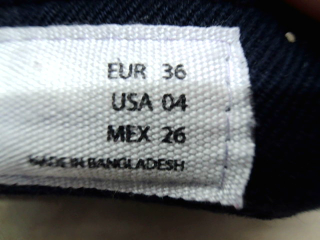 EUR 36
USA 04
MEX 26
MADE IN BANGLADESH